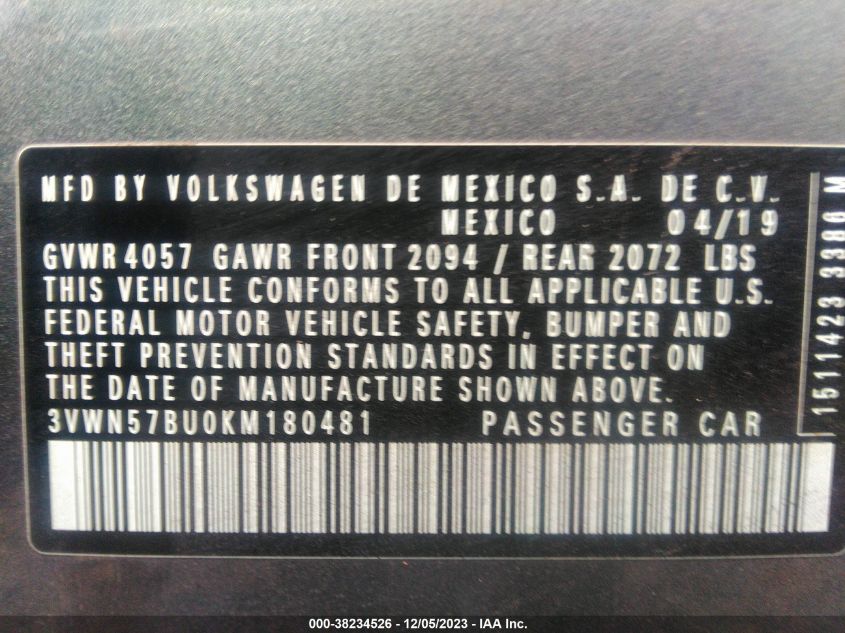 MFD BY VOLKSWAGEN DE MEXICO S.A. DE C.V.
MEXICO 04/19
GVWR 4057 GAWR FRONT 2094 / REAR 2072 LBS
THIS VEHICLE CONFORMS TO ALL APPLICABLE U.S.
FEDERAL MOTOR VEHICLE SAFETY, BUMPER AND
THEFT PREVENTION STANDARDS IN EFFECT ON
THE DATE OF MANUFACTURE SHOWN ABOVE.
3VWN57BU0KM180481 PASSENGER CAR
1511423 3380 M
000-38234526 - 12/05/2023 - IAA Inc.